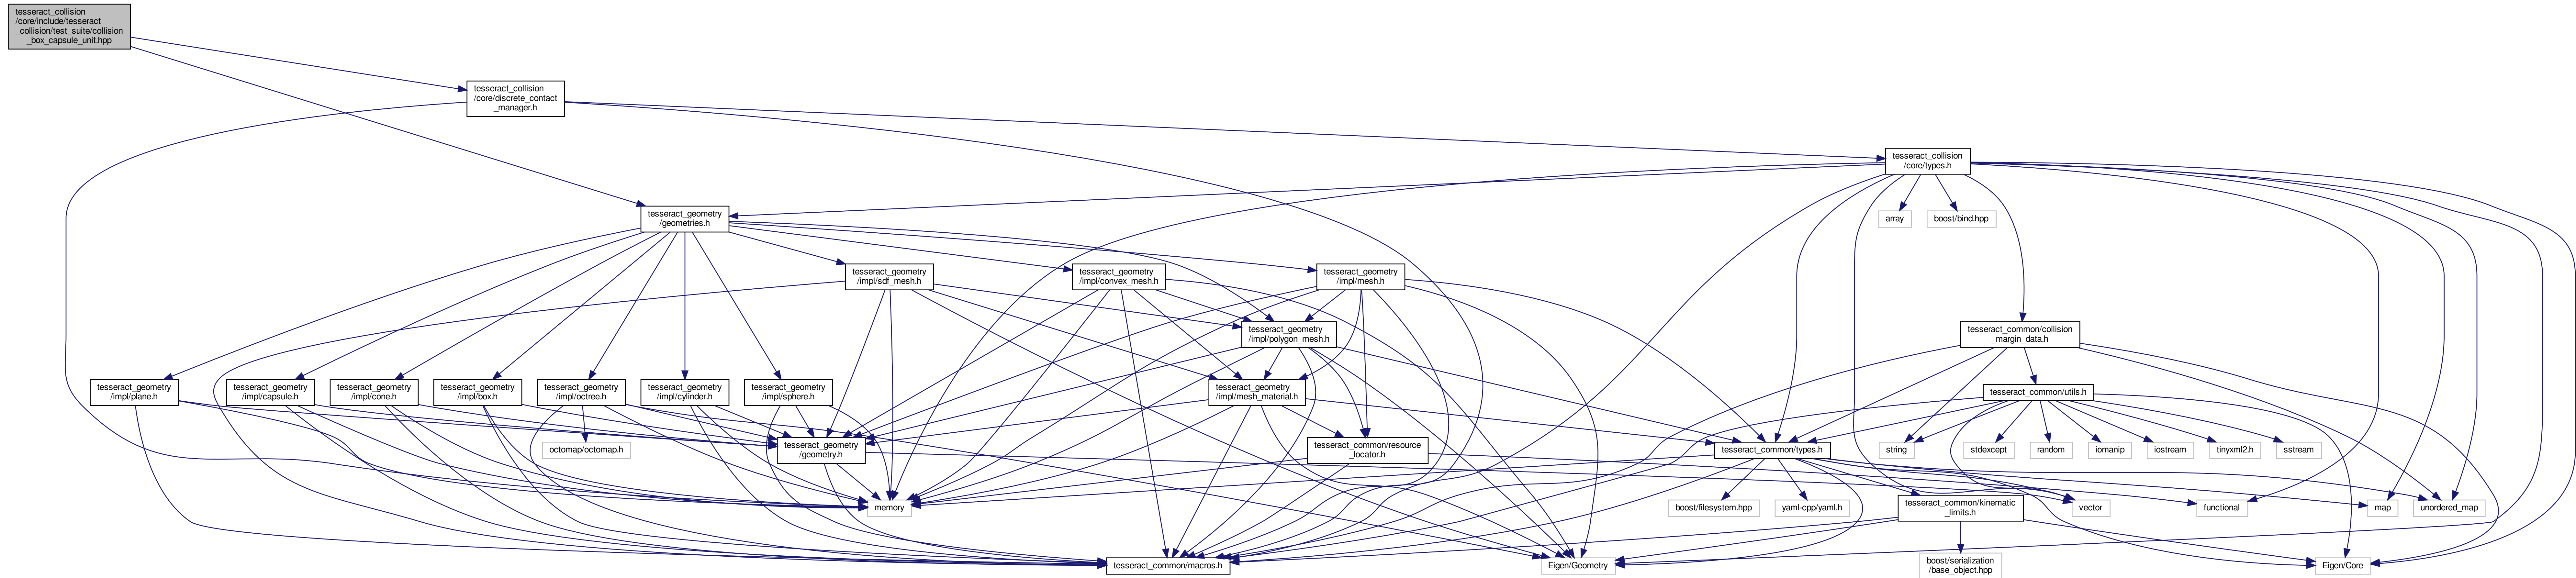 tesseract_collision
/core/include/tesseract
_collision/test_suite/collision
_box_capsule_unit.hpp
tesseract_collision
/core/discrete_contact
_manager.h
tesseract_collision
/core/types.h
tesseract_geometry
/geometries.h
array
boost/bind.hpp
tesseract_geometry
/impl/sdf_mesh.h
tesseract_geometry
/impl/convex_mesh.h
tesseract_geometry
/impl/mesh.h
tesseract_geometry
/impl/polygon_mesh.h
tesseract_common/collision
_margin_data.h
tesseract_geometry
/impl/plane.h
tesseract_geometry
/impl/capsule.h
tesseract_geometry
/impl/cone.h
tesseract_geometry
/impl/box.h
tesseract_geometry
/impl/octree.h
tesseract_geometry
/impl/cylinder.h
tesseract_geometry
/impl/sphere.h
tesseract_geometry
/impl/mesh_material.h
tesseract_common/utils.h
octomap/octomap.h
tesseract_geometry
/geometry.h
tesseract_common/resource
_locator.h
tesseract_common/types.h
string
stdexcept
random
iomanip
iostream
tinyxml2.h
sstream
memory
boost/filesystem.hpp
yaml-cpp/yaml.h
tesseract_common/kinematic
_limits.h
vector
functional
map
unordered_map
tesseract_common/macros.h
Eigen/Geometry
boost/serialization
/base_object.hpp
Eigen/Core